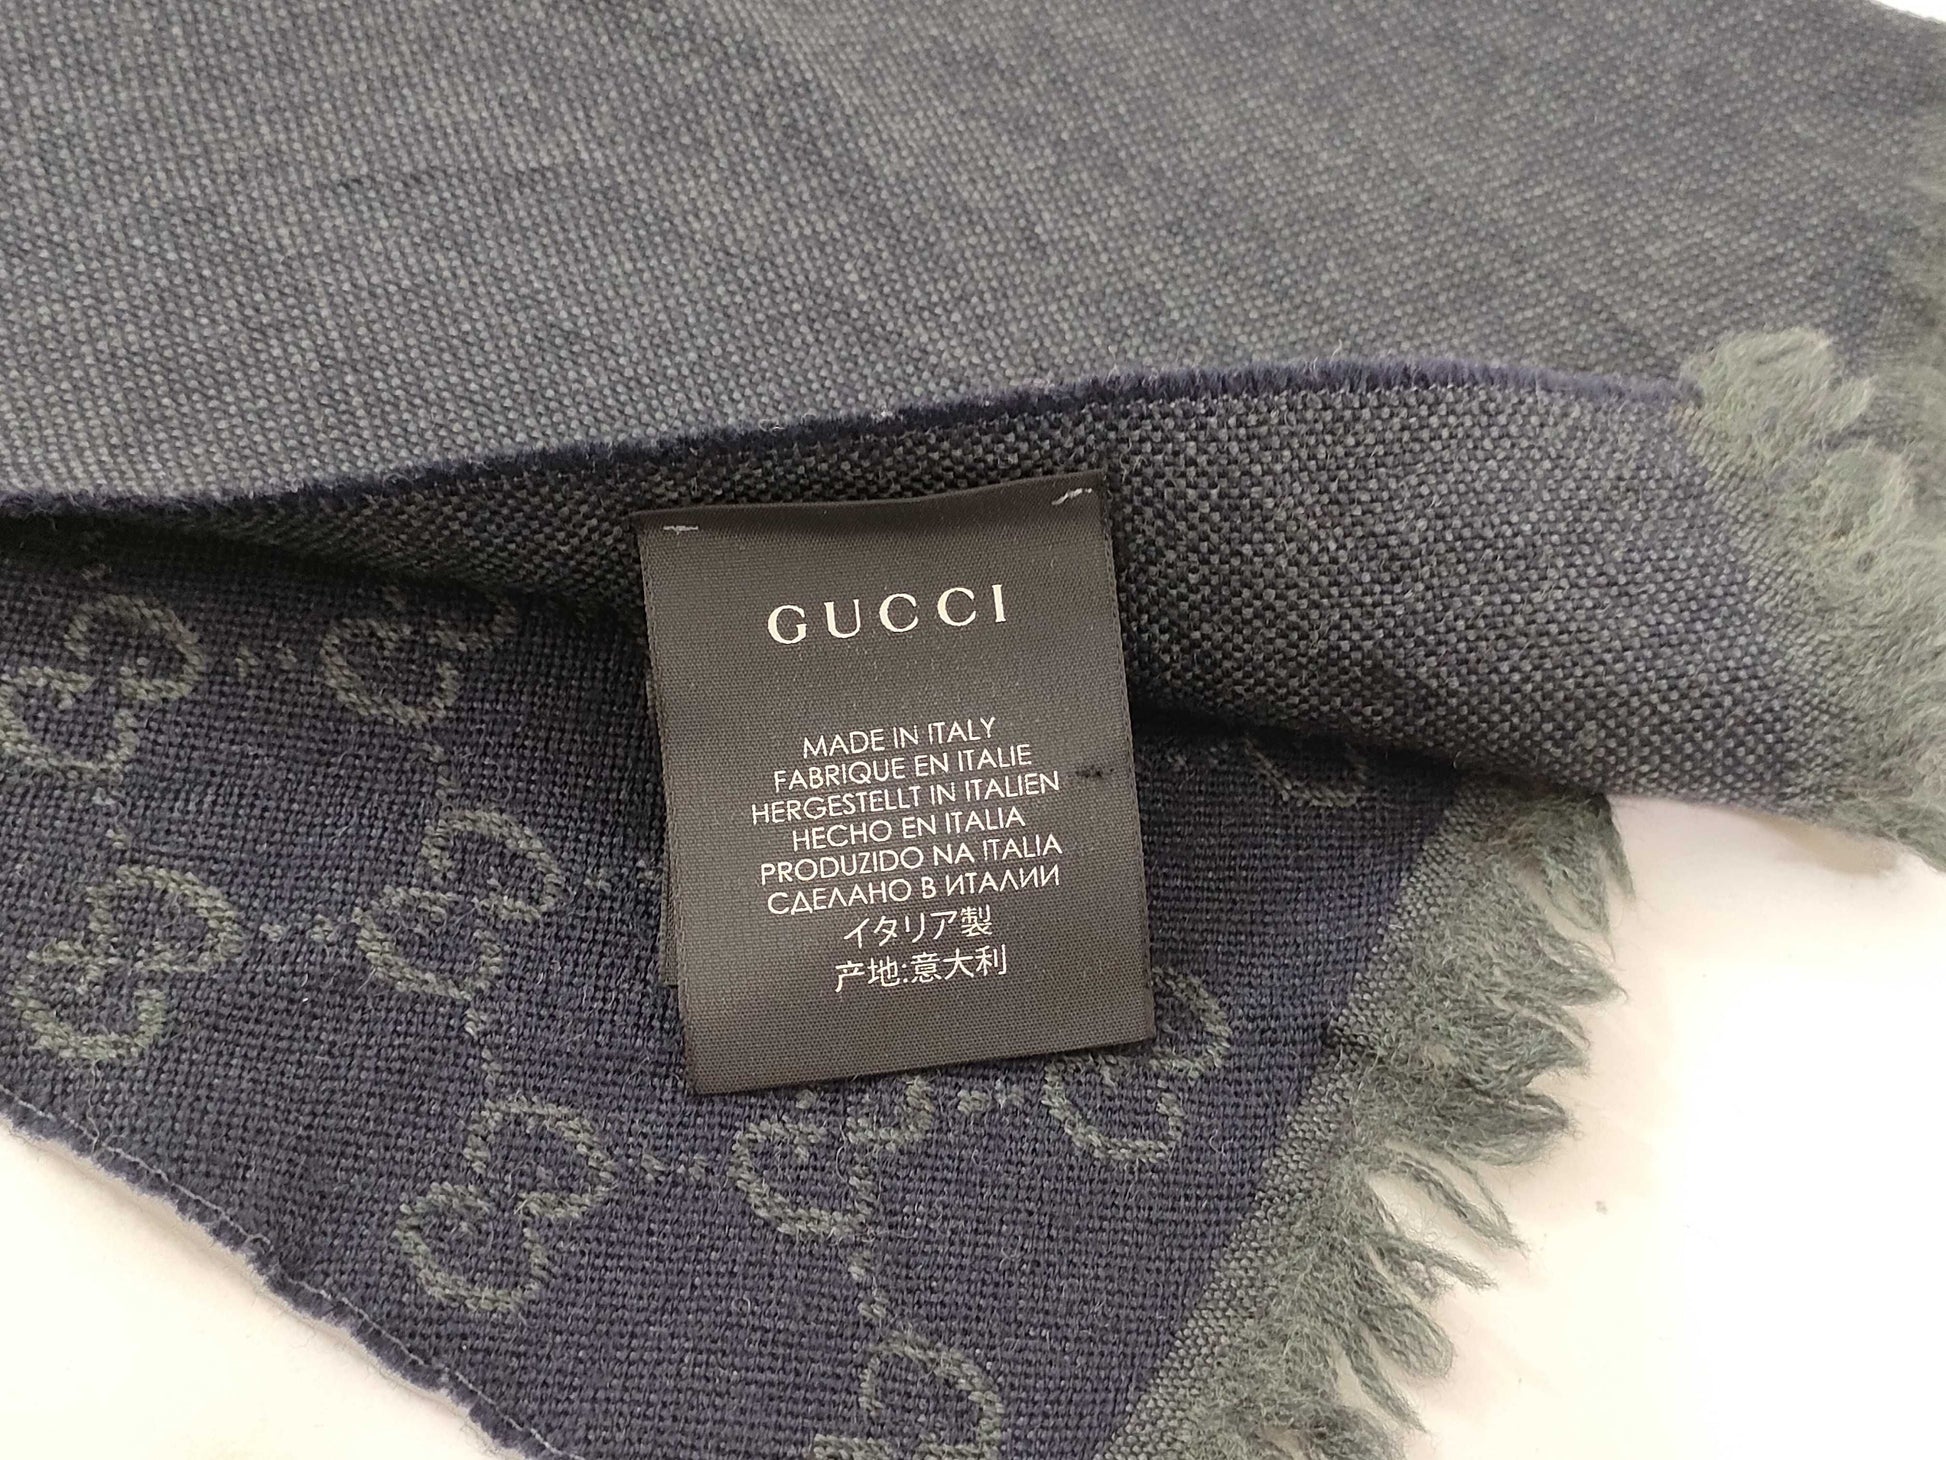 GUCCI
MADE IN ITALY
FABRIQUE EN ITALIE
HERGESTELLT IN ITALIEN
HECHO EN ITALIA
PRODUZIDO NA ITALIA
СДЕЛАНО В ИТАЛИИ
イタリア製
产地:意大利